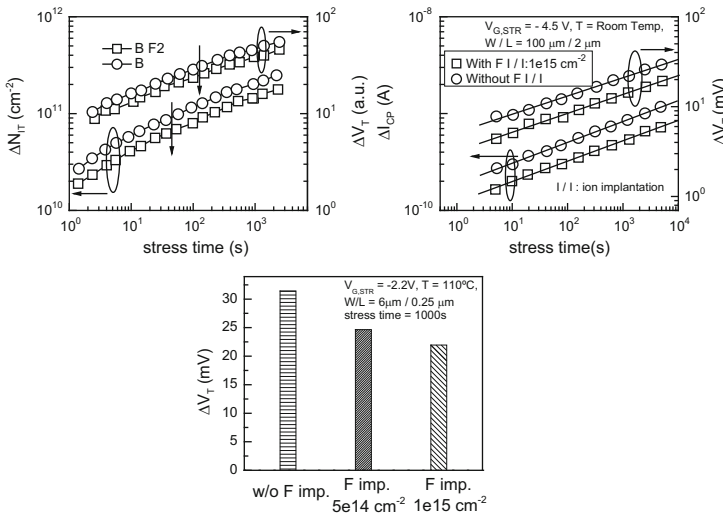 10^12
10^11
10^10
ΔN_IT (cm^-2)
B F2
B
10^2
10^1
10^0
ΔV_T (a.u.)
10^0 10^1 10^2 10^3
stress time (s)
10^-8
10^-10
ΔI_CP (A)
V_G,STR = - 4.5 V, T = Room Temp,
W / L = 100 μm / 2 μm
With F I / I:1e15 cm^-2
Without F I / I
I / I : ion implantation
10^2
10^1
10^0
10^0 10^1 10^2 10^3 10^4
stress time(s)
30
25
20
15
10
5
0
ΔV_T (mV)
V_G,STR = -2.2V, T = 110ºC,
W/L = 6μm / 0.25 μm
stress time = 1000s
w/o F imp.
F imp.
5e14 cm^-2
F imp.
1e15 cm^-2